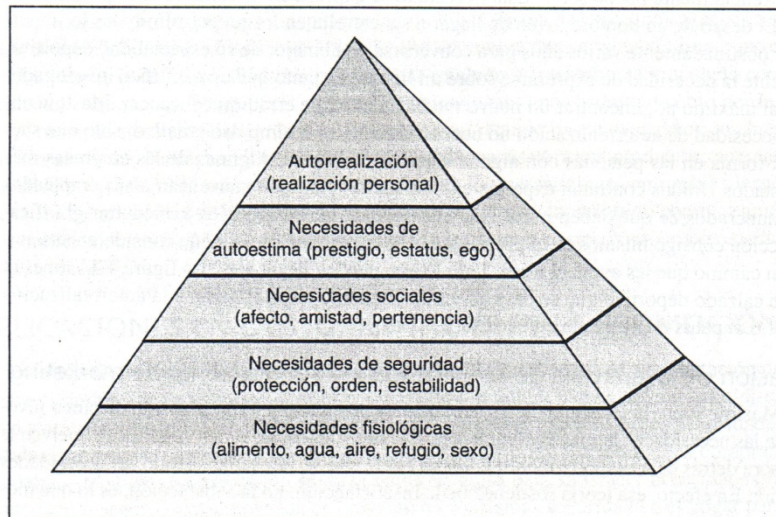 Autorrealización
(realización personal)
Necesidades de
autoestima (prestigio, estatus, ego)
Necesidades sociales
(afecto, amistad, pertenencia)
Necesidades de seguridad
(protección, orden, estabilidad)
Necesidades fisiológicas
(alimento, agua, aire, refugio, sexo)